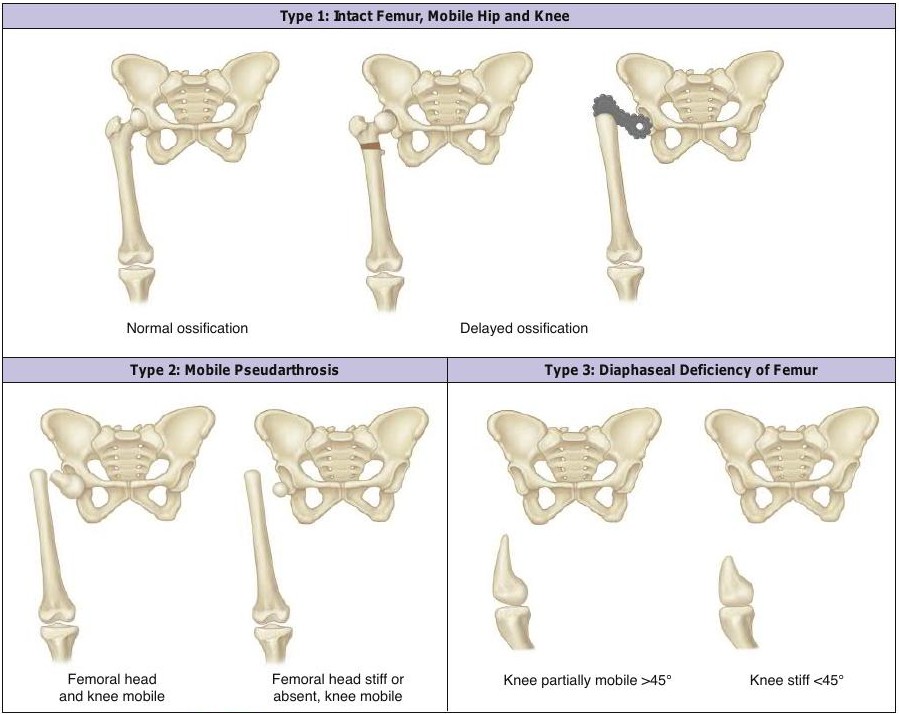 Type 1: Intact Femur, Mobile Hip and Knee
Normal ossification
Delayed ossification
Type 2: Mobile Pseudarthrosis
Type 3: Diaphaseal Deficiency of Femur
Femoral head
and knee mobile
Femoral head stiff or
absent, knee mobile
Knee partially mobile >45°
Knee stiff <45°